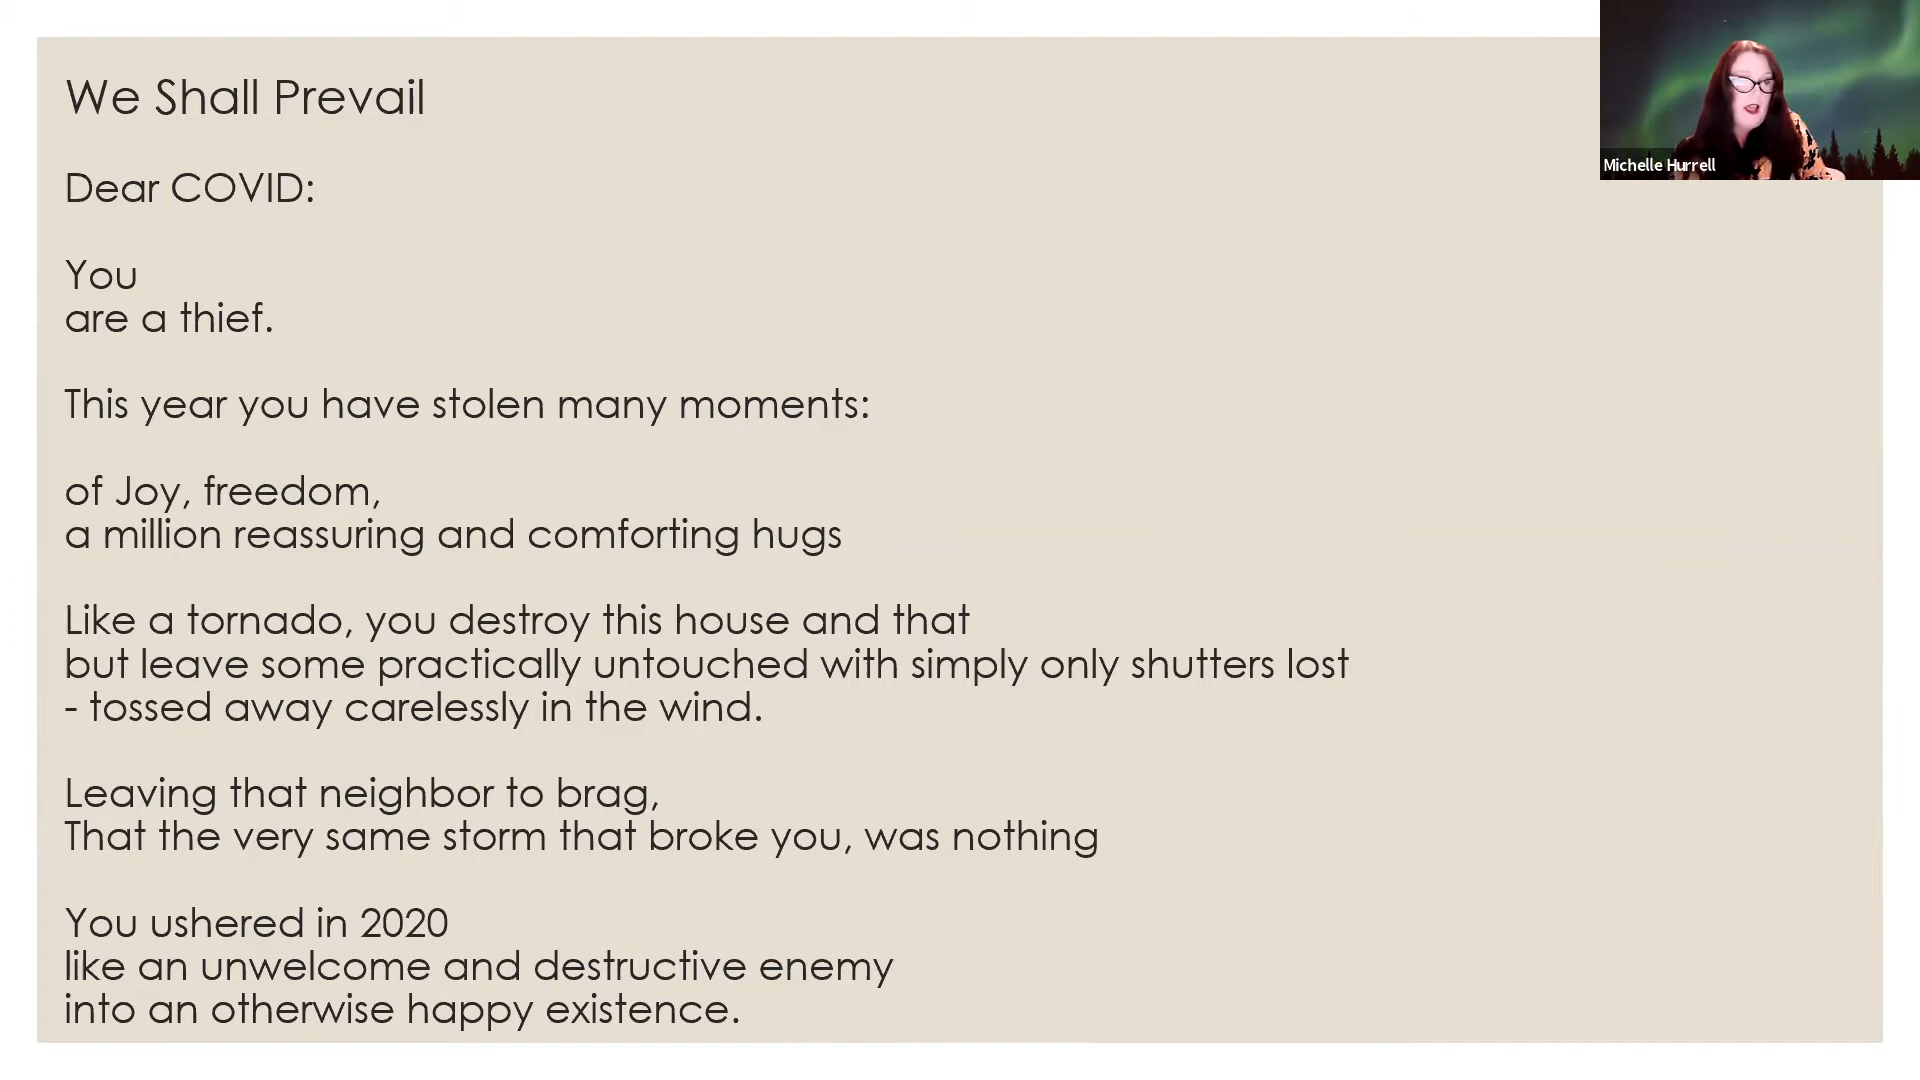 We Shall Prevail
Dear COVID:
You
are a thief.
This year you have stolen many moments:
of Joy, freedom,
a million reassuring and comforting hugs
Like a tornado, you destroy this house and that
but leave some practically untouched with simply only shutters lost
- tossed away carelessly in the wind.
Leaving that neighbor to brag,
That the very same storm that broke you, was nothing
You ushered in 2020
like an unwelcome and destructive enemy
into an otherwise happy existence.
Michelle Hurrell